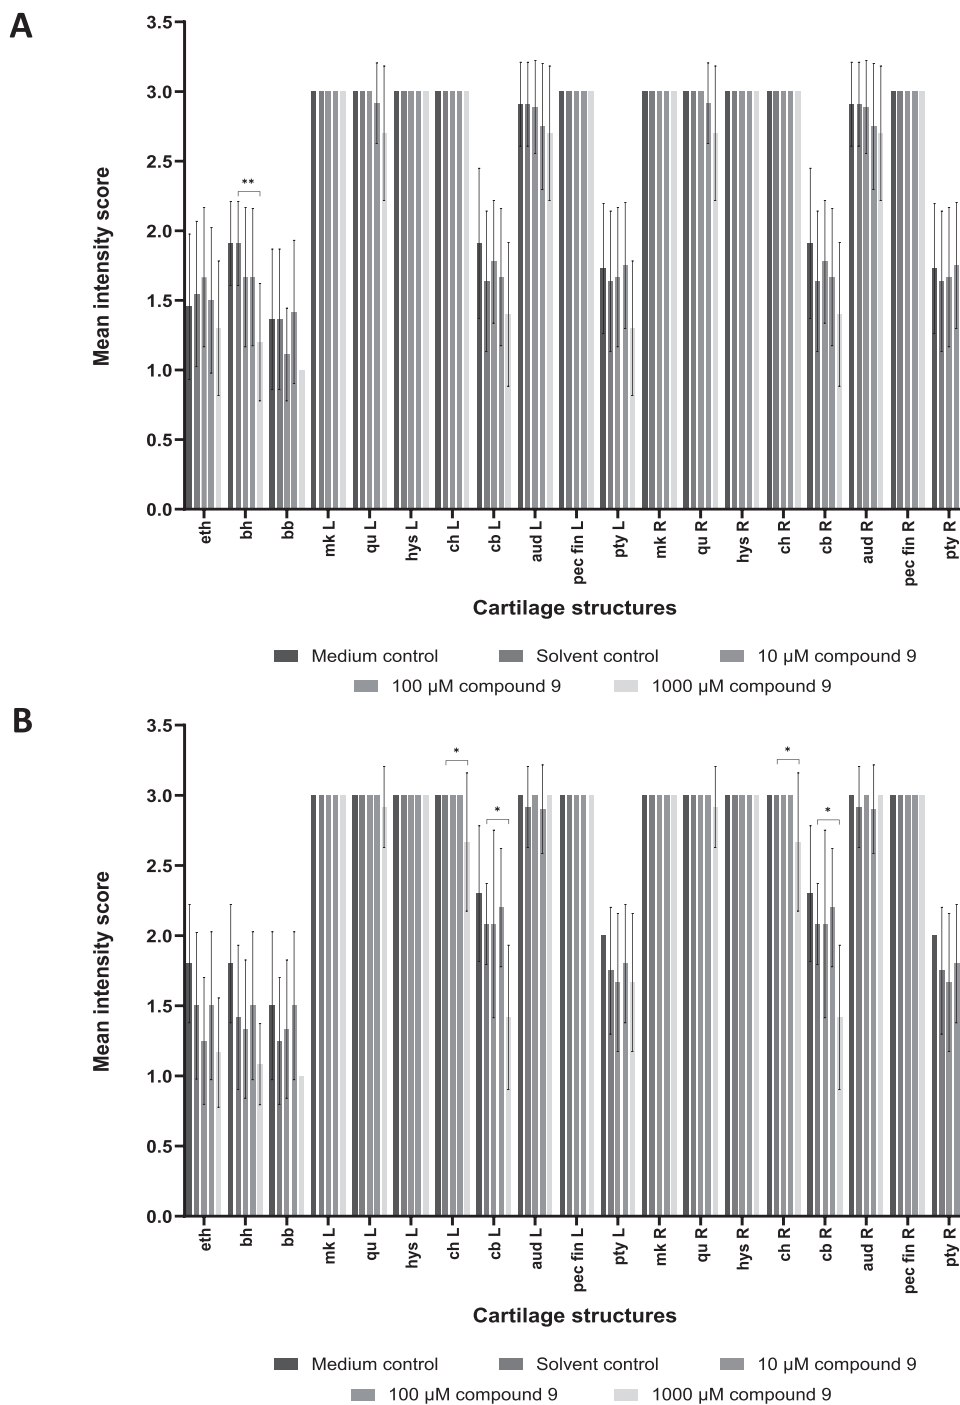 A
3.5
3.0
2.5
2.0
1.5
1.0
0.5
0.0
Mean intensity score
**
eth bh bb mk L qu L hys L ch L cb L aud L pec fin L pty L mk R qu R hys R ch R cb R aud R pec fin R pty R
Cartilage structures
Medium control Solvent control 10 µM compound 9
100 µM compound 9 1000 µM compound 9
B
3.5
3.0
2.5
2.0
1.5
1.0
0.5
0.0
Mean intensity score
* * * *
eth bh bb mk L qu L hys L ch L cb L aud L pec fin L pty L mk R qu R hys R ch R cb R aud R pec fin R pty R
Cartilage structures
Medium control Solvent control 10 µM compound 9
100 µM compound 9 1000 µM compound 9